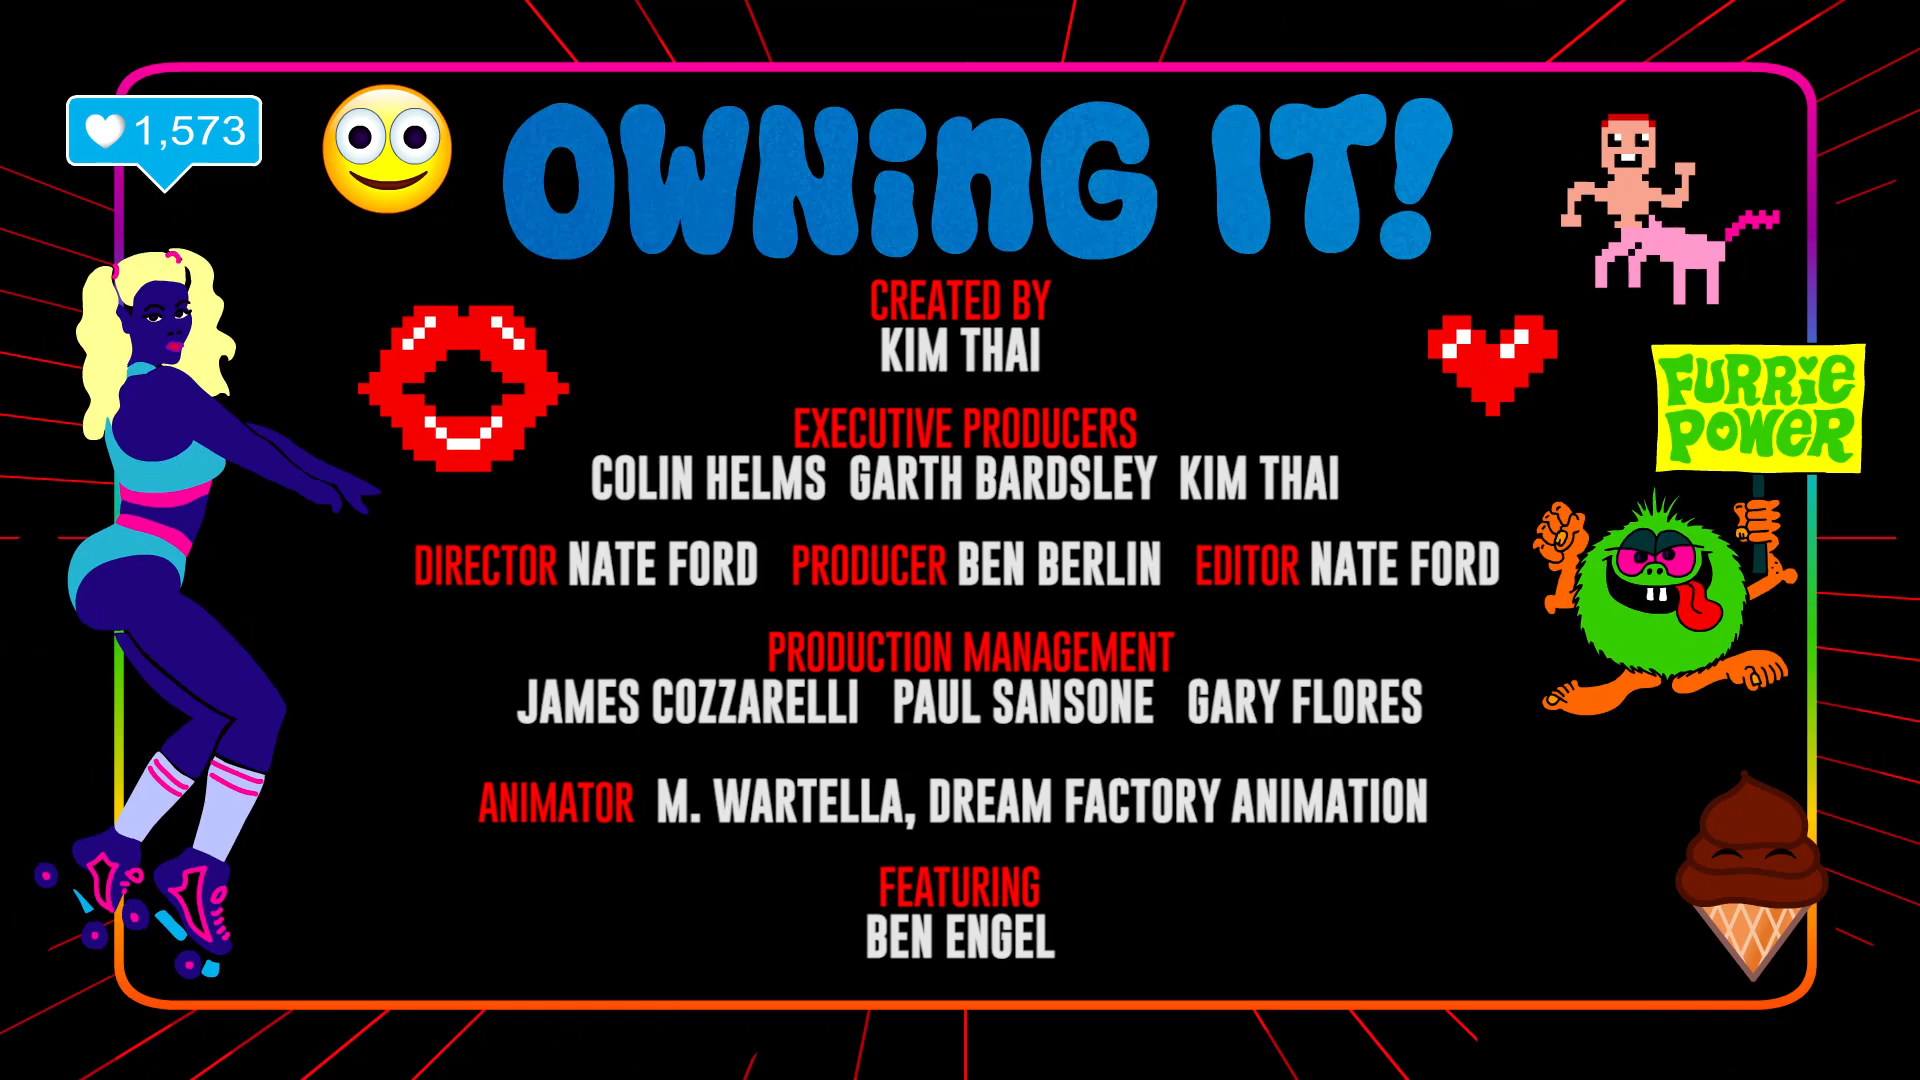 1,573
OWNiNG IT!
CREATED BY
KIM THAI
EXECUTIVE PRODUCERS
COLIN HELMS GARTH BARDSLEY KIM THAI
FURRiE
POWeR
DIRECTOR NATE FORD PRODUCER BEN BERLIN EDITOR NATE FORD
PRODUCTION MANAGEMENT
JAMES COZZARELLI PAUL SANSONE GARY FLORES
ANIMATOR M. WARTELLA, DREAM FACTORY ANIMATION
FEATURING
BEN ENGEL